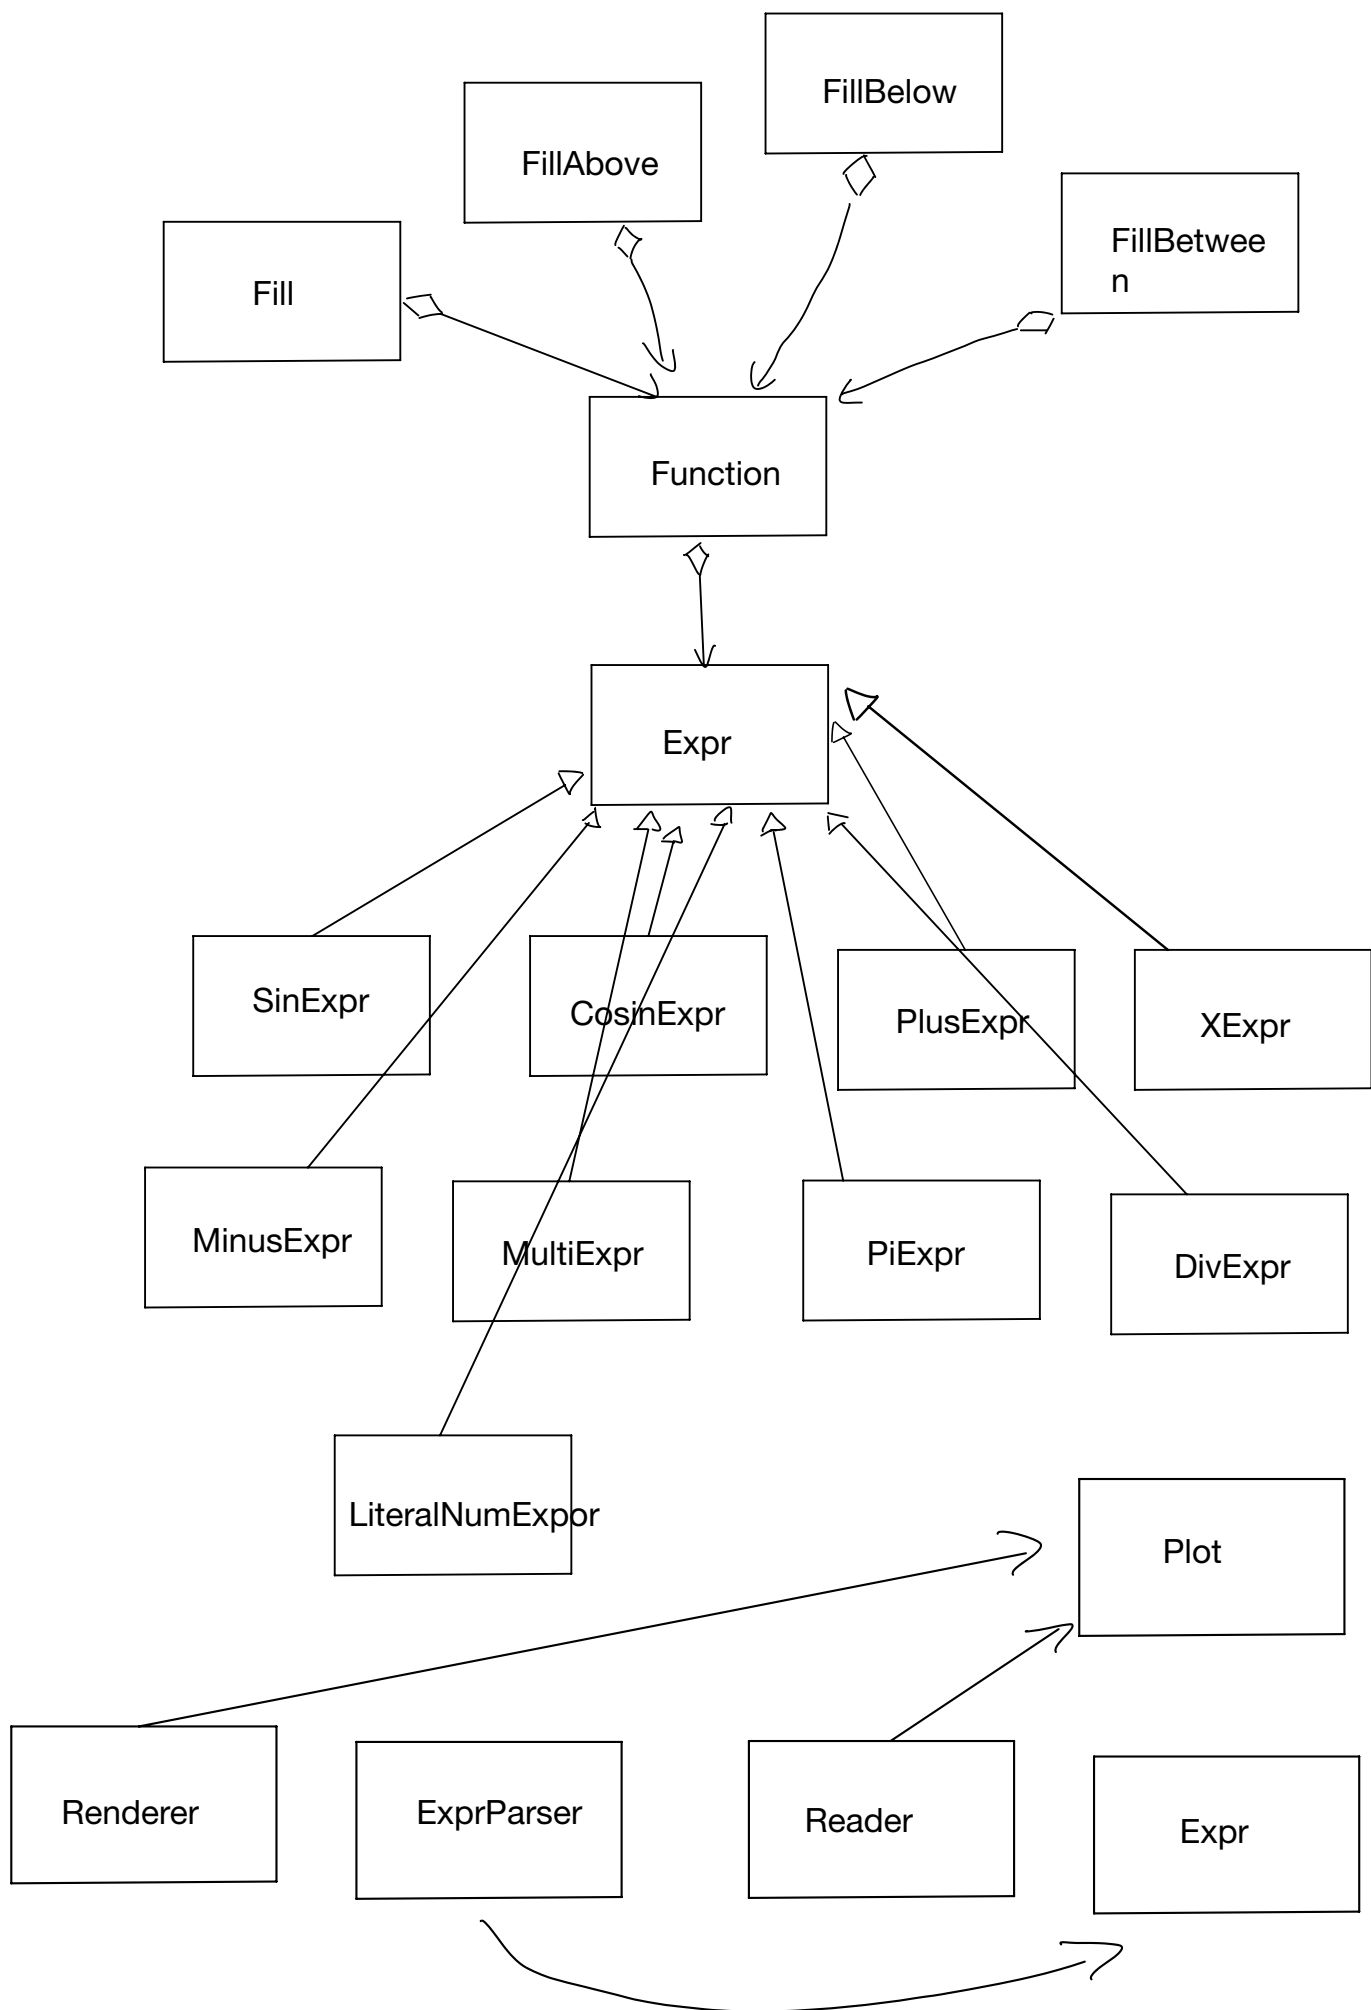 FillBelow
FillAbove
FillBetwee
n
Fill
Function
Expr
SinExpr
CosinExpr
PlusExpr
XExpr
MinusExpr
MultiExpr
PiExpr
DivExpr
LiteralNumExpor
Plot
Renderer
ExprParser
Reader
Expr